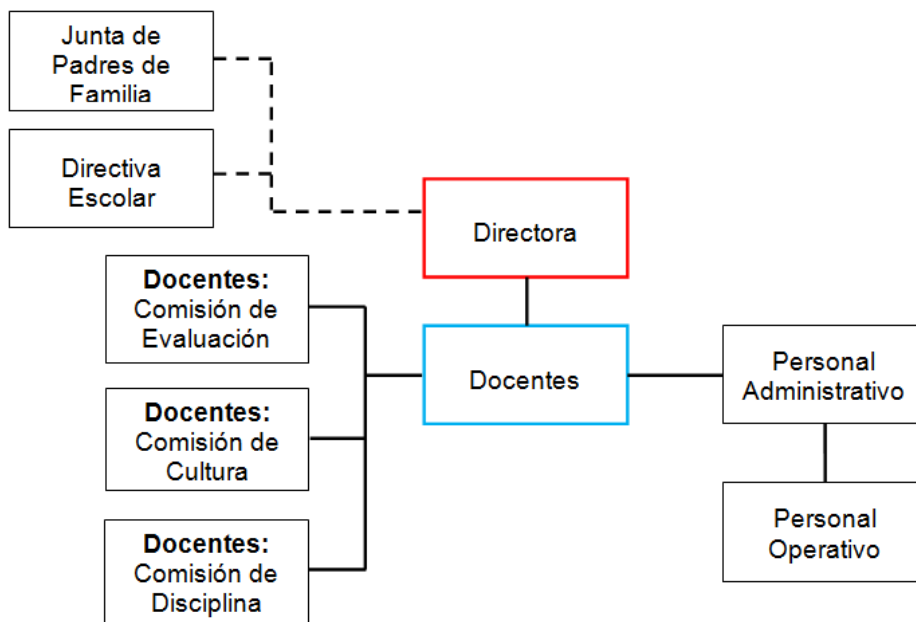 Junta de
Padres de
Familia
Directiva
Escolar
Directora
Docentes:
Comisión de
Evaluación
Docentes
Personal
Administrativo
Docentes:
Comisión de
Cultura
Personal
Operativo
Docentes:
Comisión de
Disciplina